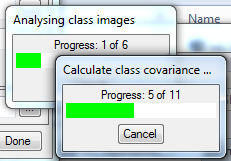 Analysing class images
Name
Progress: 1 of 6
Calculate class covariance ...
Progress: 5 of 11
Cancel
...
Done